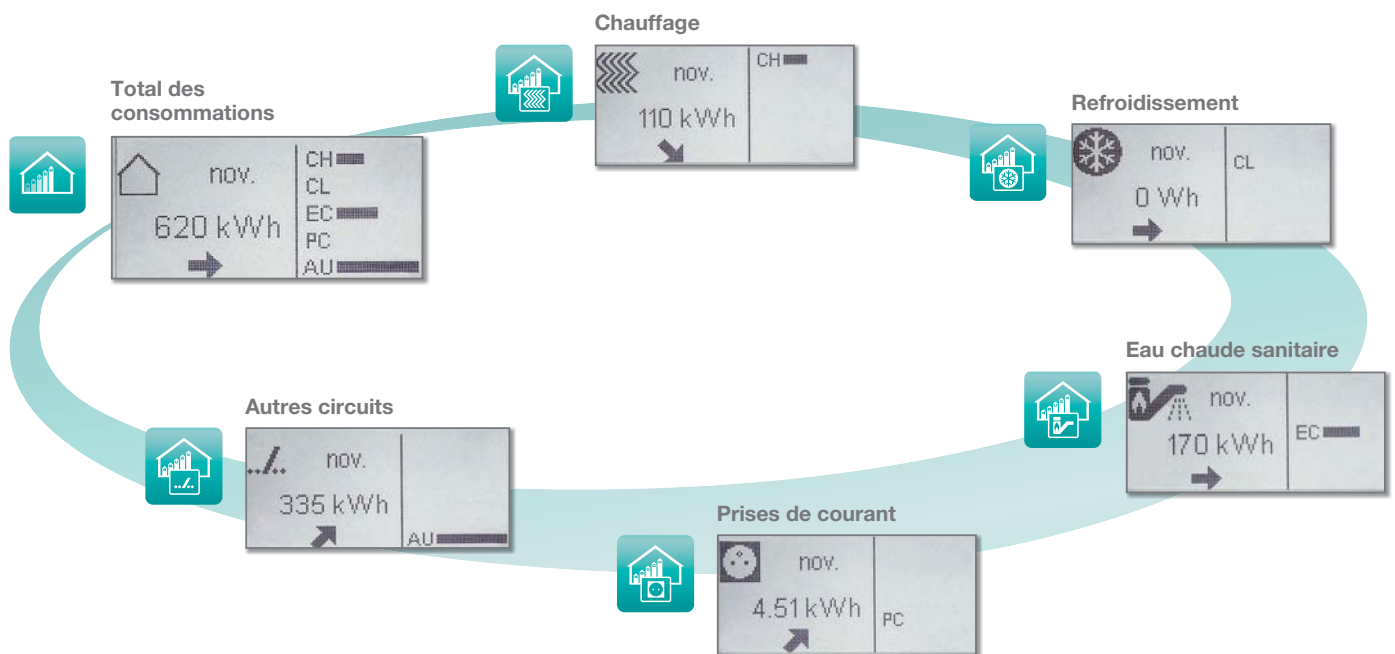 Chauffage
nov.
CH
110 kWh
Total des
consommations
nov.
620 kWh
CH
CL
EC
PC
AU
Refroidissement
nov.
CL
0 Wh
Eau chaude sanitaire
nov.
EC
170 kWh
Autres circuits
../..
nov.
335 kWh
AU
Prises de courant
nov.
4.51 kWh
PC